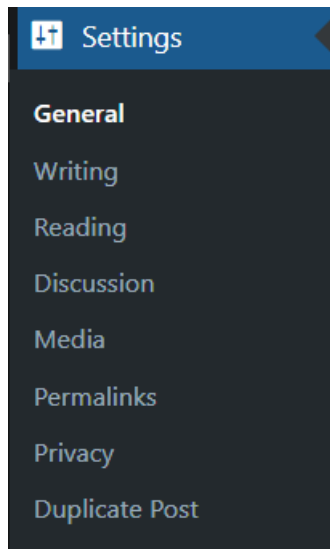 Settings
General
Writing
Reading
Discussion
Media
Permalinks
Privacy
Duplicate Post